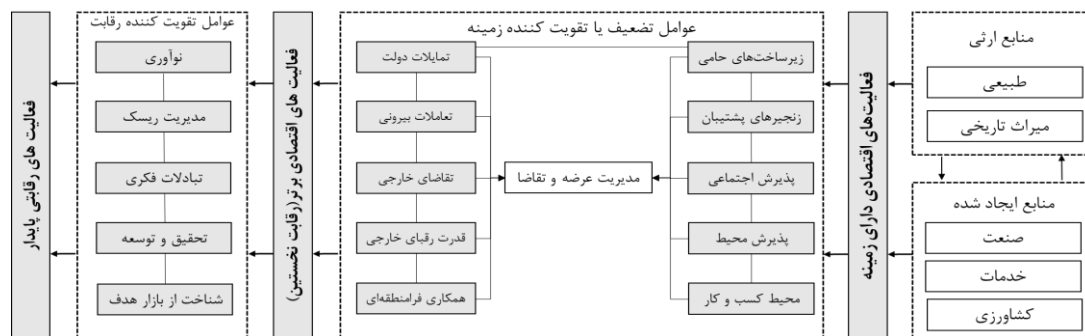 منابع ارثی
طبیعی
میراث تاریخی
منابع ایجاد شده
صنعت
خدمات
کشاورزی
فعالیت‌های اقتصادی دارای زمینه
عوامل تضعیف یا تقویت کننده زمینه
زیرساخت‌های حامی
زنجیرهای پشتیبان
پذیرش اجتماعی
پذیرش محیط
محیط کسب و کار
مدیریت عرضه و تقاضا
تمایلات دولت
تعاملات بیرونی
تقاضای خارجی
قدرت رقبای خارجی
همکاری فرامنطقه‌ای
فعالیت های اقتصادی برتر(رقابت نخستین)
عوامل تقویت کننده رقابت
نوآوری
مدیریت ریسک
تبادلات فکری
تحقیق و توسعه
شناخت از بازار هدف
فعالیت های رقابتی پایدار